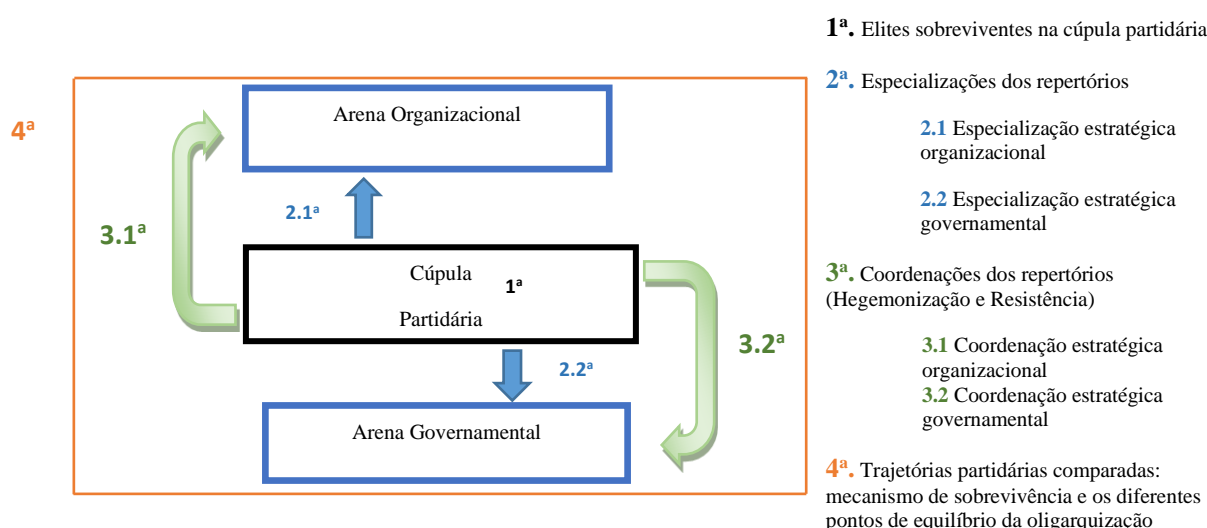 Arena Organizacional
4ª
2.1ª
3.1ª
Cúpula
1ª
Partidária
3.2ª
2.2ª
Arena Governamental
1ª. Elites sobreviventes na cúpula partidária
2ª. Especializações dos repertórios
2.1 Especialização estratégica
organizacional
2.2 Especialização estratégica
governamental
3ª. Coordenações dos repertórios
(Hegemonização e Resistência)
3.1 Coordenação estratégica
organizacional
3.2 Coordenação estratégica
governamental
4ª. Trajetórias partidárias comparadas:
mecanismo de sobrevivência e os diferentes
pontos de equilíbrio da oligarquização